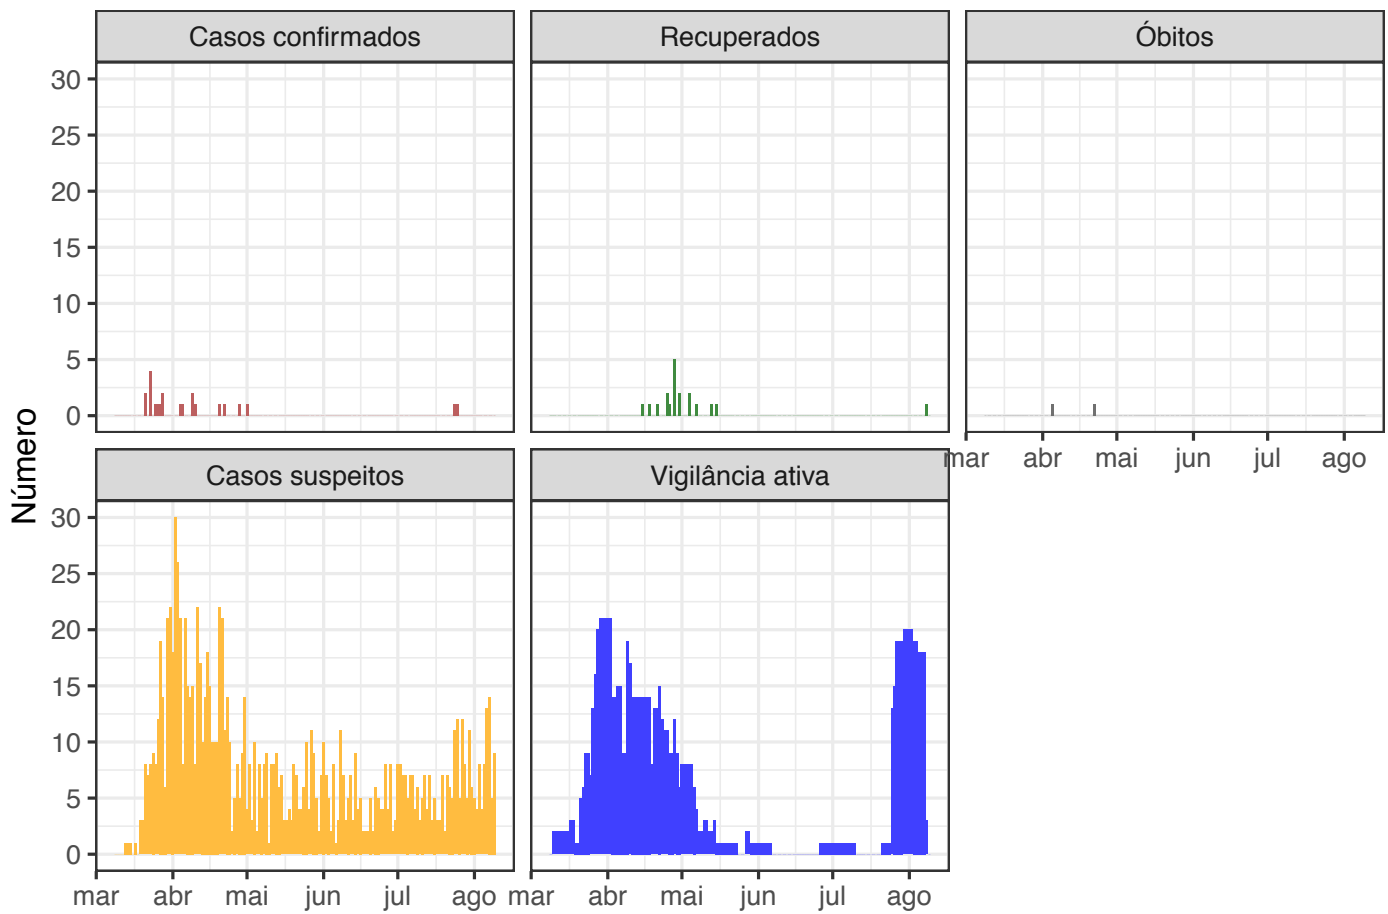 Casos confirmados
Recuperados
Óbitos
30
25
20
15
10
5
0
mar abr mai jun jul ago
Número
Casos suspeitos
Vigilância ativa
30
25
20
15
10
5
0
mar abr mai jun jul ago
mar abr mai jun jul ago